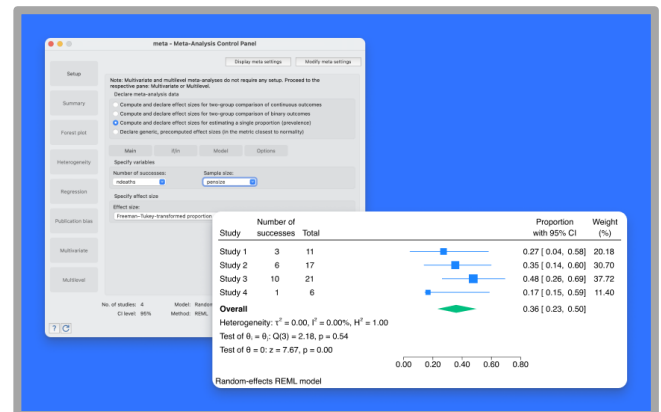 meta - Meta-Analysis Control Panel
Display meta settings
Modify meta settings
Setup
Summary
Forest plot
Heterogeneity
Regression
Publication bias
Multivariate
Multilevel
Note: Multivariate and multilevel meta-analyses do not require any setup. Proceed to the
respective pane: Multivariate or Multilevel.
Declare meta-analysis data
Compute and declare effect sizes for two-group comparison of continuous outcomes
Compute and declare effect sizes for two-group comparison of binary outcomes
Compute and declare effect sizes for estimating a single proportion (prevalence)
Declare generic, precomputed effect sizes (in the metric closest to normality)
Main If/in Model Options
Specify variables
Number of successes: Sample size:
ndeaths pensize
Specify effect size
Effect size:
Freeman-Tukey-transformed proportion
No. of studies: 4 Model: Random
CI level: 95% Method: REML
?
Number of Proportion Weight
Study successes Total with 95% CI (%)
Study 1 3 11 0.27 [ 0.04, 0.58] 20.18
Study 2 6 17 0.35 [ 0.14, 0.60] 30.70
Study 3 10 21 0.48 [ 0.26, 0.69] 37.72
Study 4 1 6 0.17 [ 0.15, 0.59] 11.40
Overall 0.36 [ 0.23, 0.50]
Heterogeneity: τ² = 0.00, I² = 0.00%, H² = 1.00
Test of θᵢ = θⱼ: Q(3) = 2.18, p = 0.54
Test of θ = 0: z = 7.67, p = 0.00
0.00 0.20 0.40 0.60 0.80
Random-effects REML model